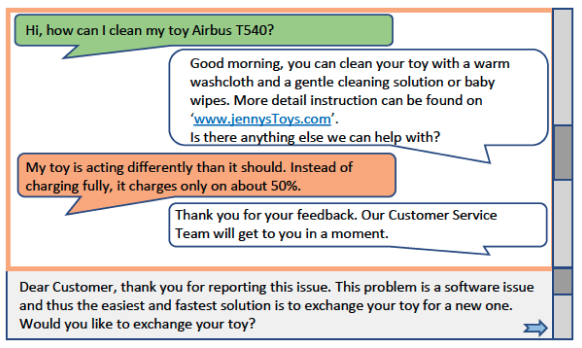 Hi, how can I clean my toy Airbus T540?
Good morning, you can clean your toy with a warm
washcloth and a gentle cleaning solution or baby
wipes. More detail instruction can be found on
‘www.jennysToys.com’.
Is there anything else we can help with?
My toy is acting differently than it should. Instead of
charging fully, it charges only on about 50%.
Thank you for your feedback. Our Customer Service
Team will get to you in a moment.
Dear Customer, thank you for reporting this issue. This problem is a software issue
and thus the easiest and fastest solution is to exchange your toy for a new one.
Would you like to exchange your toy?